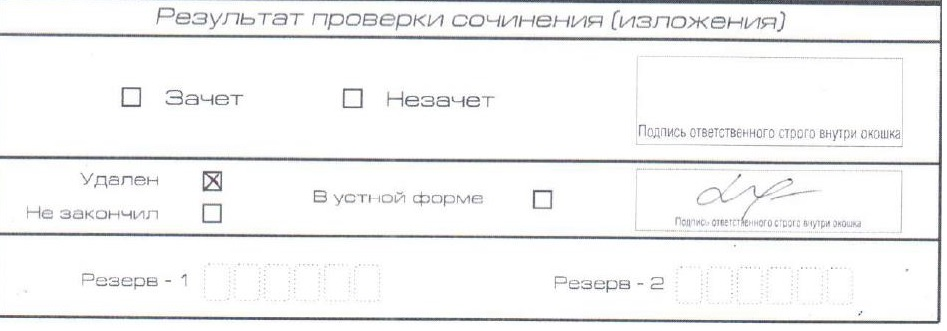 Результат проверки сочинения (изложения)
Зачет Незачет
Подпись ответственного строго внутри окошка
Удален
В устной форме
Не закончил
Подпись ответственного строго внутри окошка
Резерв - 1 Резерв - 2